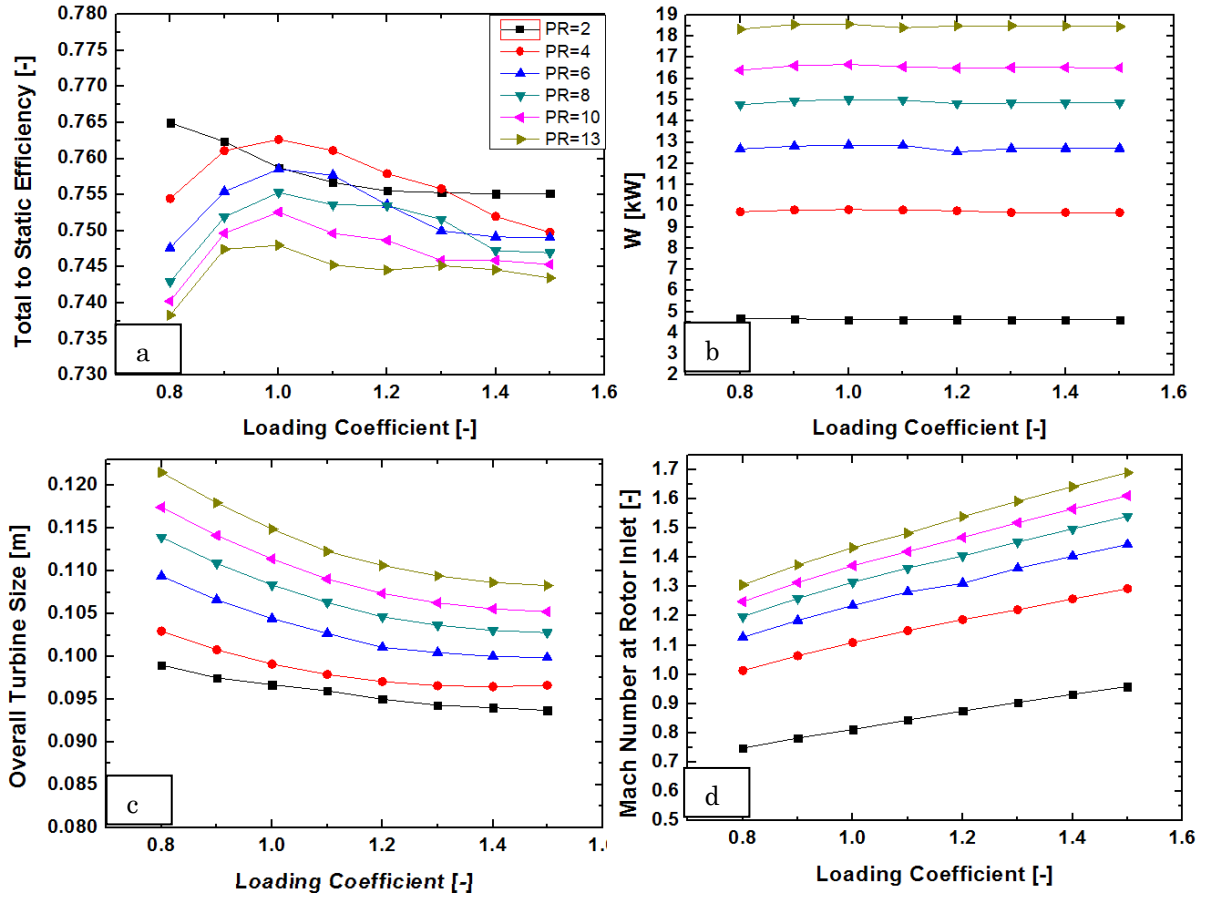 0.780
0.775
0.770
0.765
0.760
0.755
0.750
0.745
0.740
0.735
0.730
Total to Static Efficiency [-]
PR=2
PR=4
PR=6
PR=8
PR=10
PR=13
a
0.8 1.0 1.2 1.4 1.6
Loading Coefficient [-]
19
18
17
16
15
14
13
12
11
10
9
8
7
6
5
4
3
2
W [kW]
b
0.8 1.0 1.2 1.4 1.6
Loading Coefficient [-]
0.120
0.115
0.110
0.105
0.100
0.095
0.090
0.085
0.080
Overall Turbine Size [m]
c
0.8 1.0 1.2 1.4
Loading Coefficient [-]
1.7
1.6
1.5
1.4
1.3
1.2
1.1
1.0
0.9
0.8
0.7
0.6
0.5
Mach Number at Rotor Inlet [-]
d
0.8 1.0 1.2 1.4 1.6
Loading Coefficient [-]